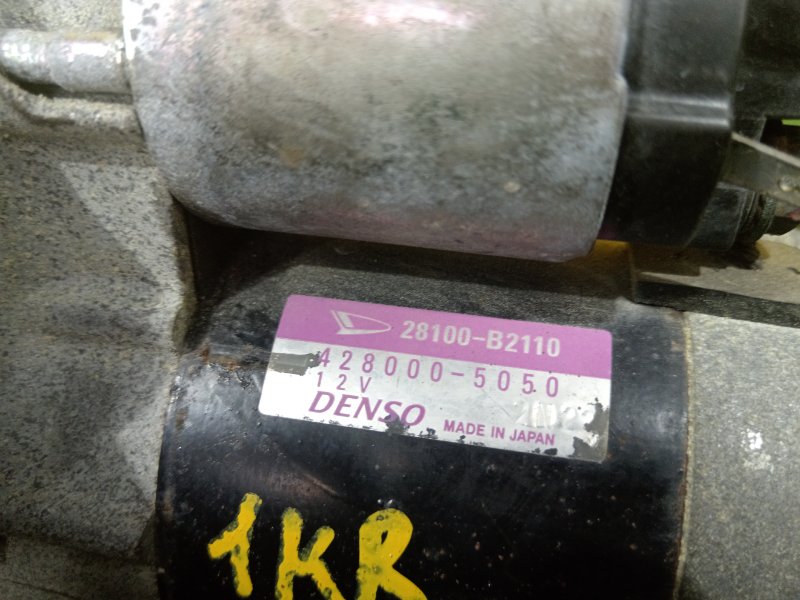 28100-B2110
428000-5050
12V
DENSO MADE IN JAPAN
1KR